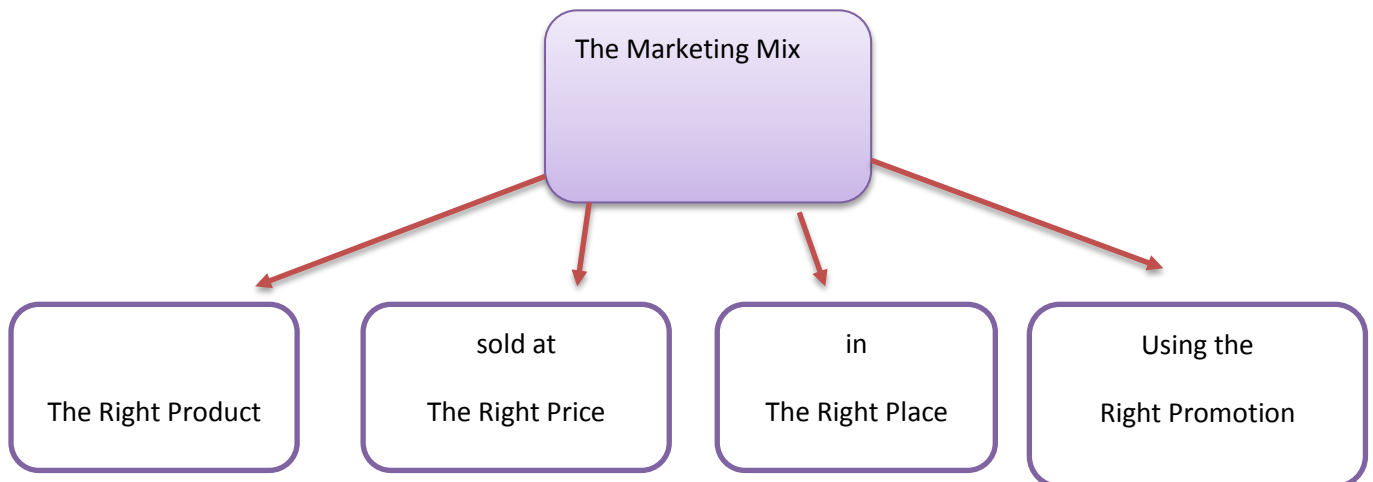 The Marketing Mix
The Right Product
sold at
The Right Price
in
The Right Place
Using the
Right Promotion